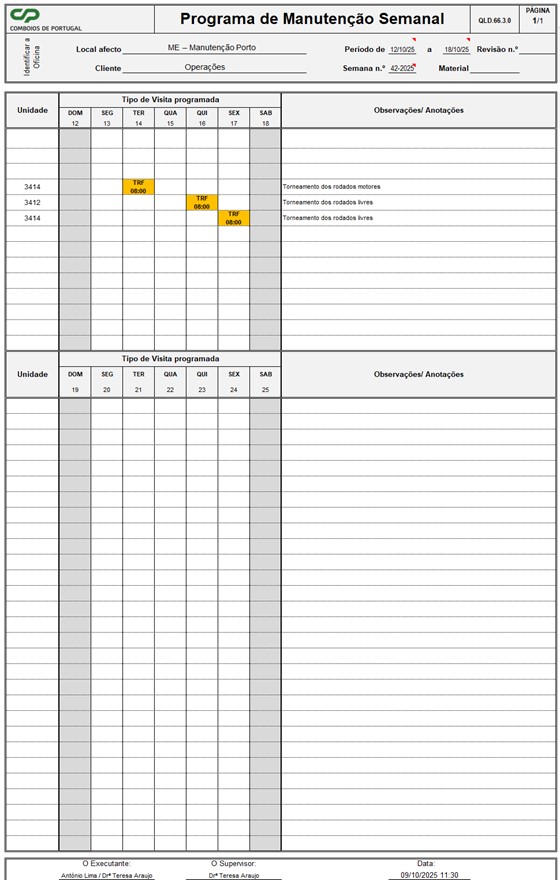 CP
COMBOIOS DE PORTUGAL
Programa de Manutenção Semanal
QLD.66.3.0
PÁGINA
1/1
Identificar a
Oficina
Local afecto ME – Manutenção Porto
Período de 12/10/25 a 18/10/25 Revisão n.º
Cliente Operações
Semana n.º 42-2025 Material
Unidade
Tipo de Visita programada
Observações/ Anotações
DOM SEG TER QUA QUI SEX SAB
12 13 14 15 16 17 18
3414 TRF 08:00 Torneamento dos rodados motores
3412 TRF 08:00 Torneamento dos rodados livres
3414 TRF 08:00 Torneamento dos rodados livres
Unidade
Tipo de Visita programada
Observações/ Anotações
DOM SEG TER QUA QUI SEX SAB
19 20 21 22 23 24 25
O Executante: O Supervisor: Data:
António Lima / Drª Teresa Araujo Drª Teresa Araujo 09/10/2025 11:30